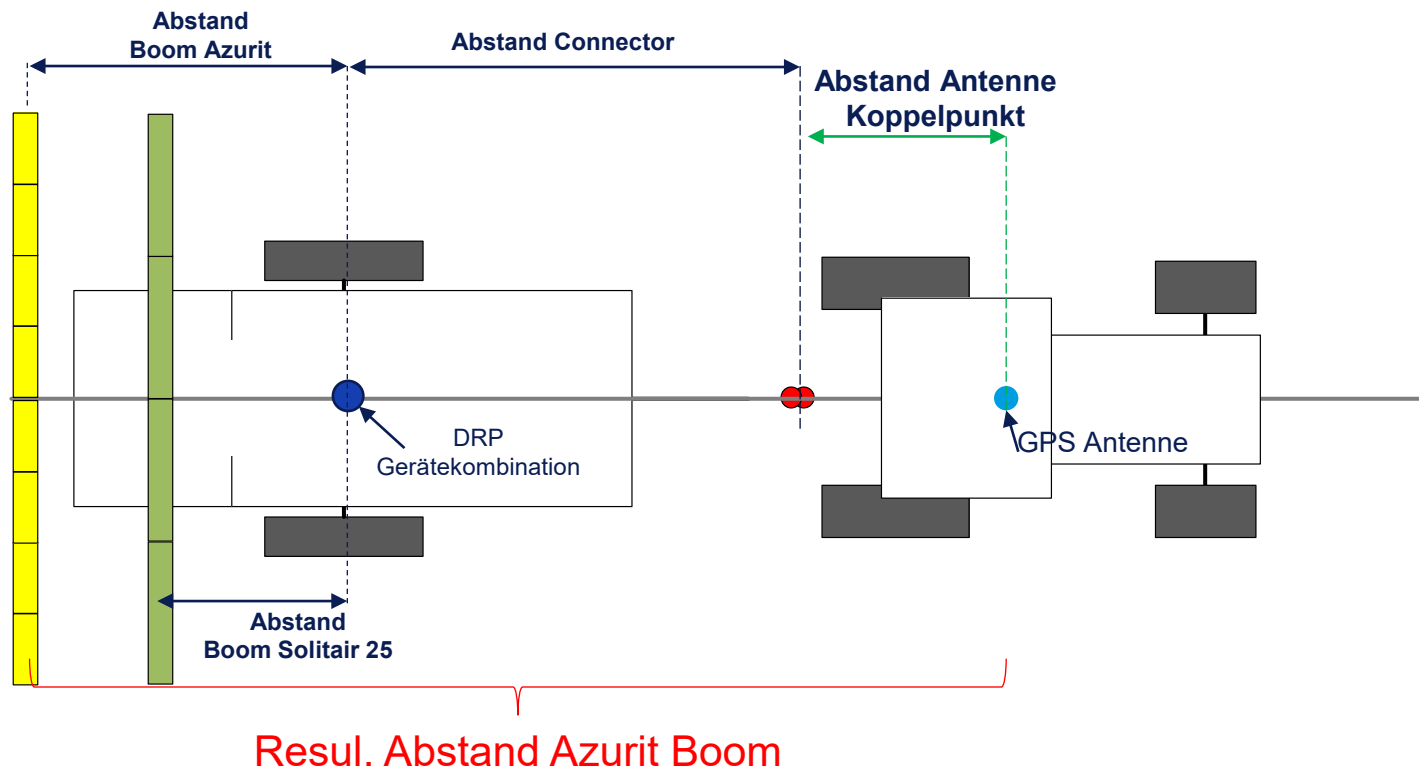 Abstand
Boom Azurit
Abstand Connector
Abstand Antenne
Koppelpunkt
DRP
Gerätekombination
GPS Antenne
Abstand
Boom Solitair 25
Resul. Abstand Azurit Boom